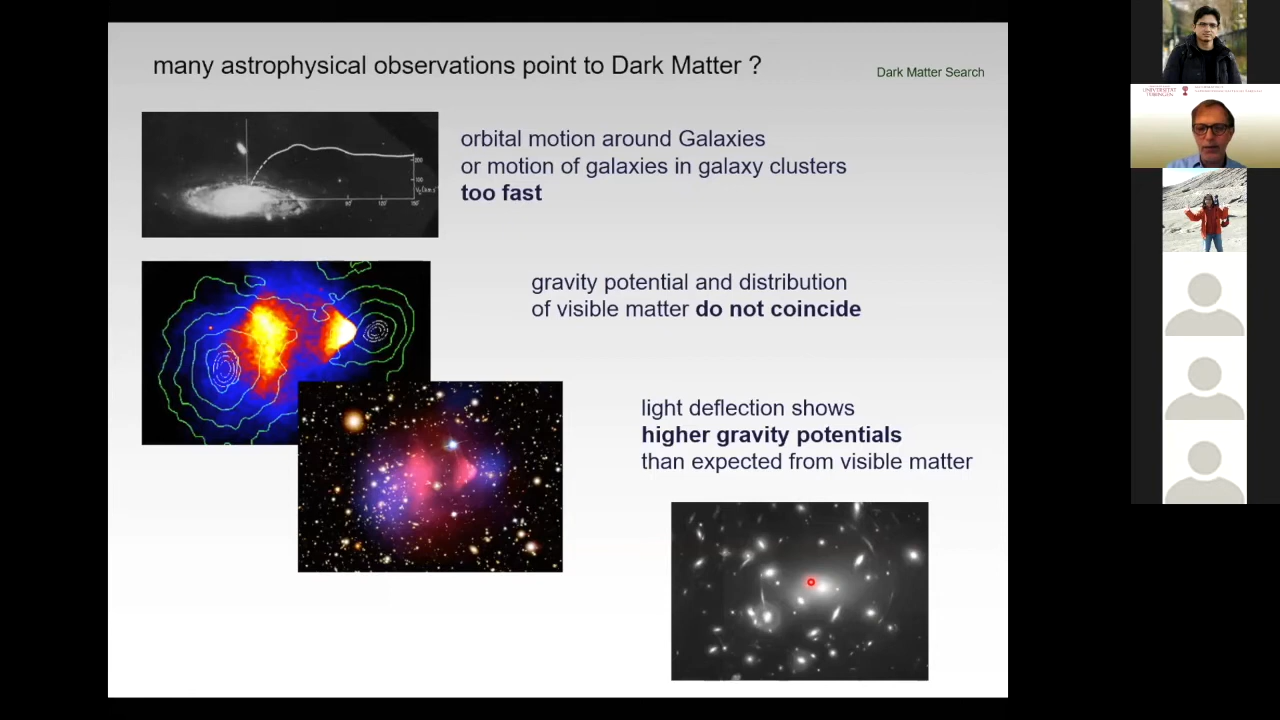 many astrophysical observations point to Dark Matter ?
Dark Matter Search
orbital motion around Galaxies
or motion of galaxies in galaxy clusters
too fast
gravity potential and distribution
of visible matter do not coincide
light deflection shows
higher gravity potentials
than expected from visible matter
UNIVERSITÄT
TÜBINGEN